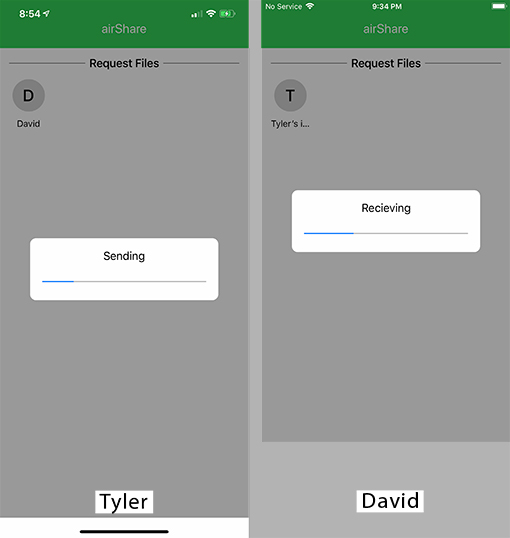 8:54
airShare
Request Files
D
David
Sending
Tyler
No Service
9:34 PM
airShare
Request Files
T
Tyler's i...
Recieving
David